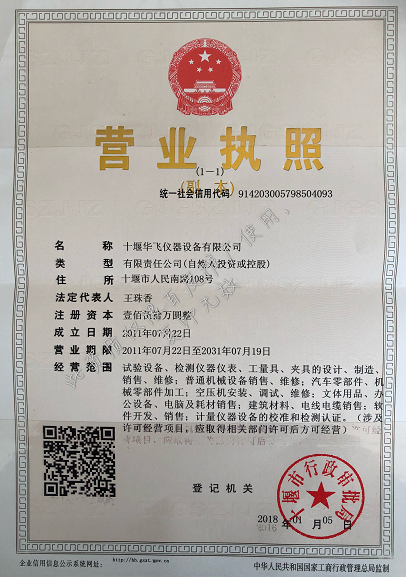 营业执照
(1-1)
(副 本)
统一社会信用代码 914203005798504093
名 称 十堰华飞仪器设备有限公司
类 型 有限责任公司(自然人投资或控股)
住 所 十堰市人民南路108号
法定代表人 王珠香
注 册 资 本 壹佰伍拾万圆整
成 立 日 期 2011年07月22日
营 业 期 限 2011年07月22日至2031年07月19日
经 营 范 围 试验设备、检测仪器仪表、工量具、夹具的设计、制造、
销售、维修；普通机械设备销售、维修；汽车零部件、机
械零部件加工；空压机安装、调试、维修；文体用品、办
公设备、电脑及耗材销售；建筑材料、电线电缆销售；软
件开发、销售；计量仪器设备的校准和检测认证。（涉及
许可经营项目，应取得相关部门许可后方可经营）
登 记 机 关
十堰市行政审批局
2018 年 01 月 05 日
企业信用信息公示系统网址：
http://hb.gsxt.gov.cn
中华人民共和国国家工商行政管理总局监制